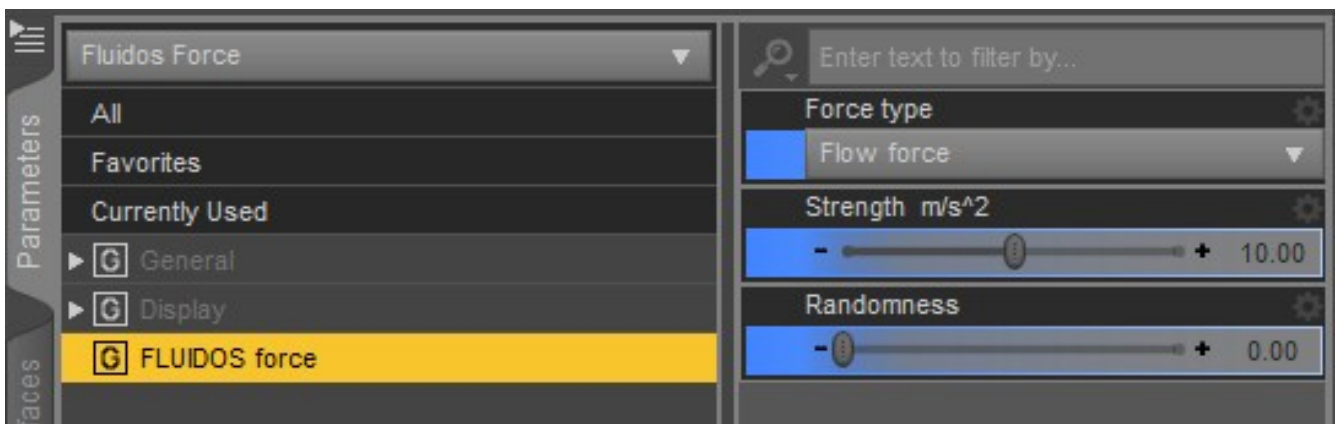 Parameters
faces
Fluidos Force
All
Favorites
Currently Used
G General
G Display
G FLUIDOS force
Enter text to filter by...
Force type
Flow force
Strength m/s^2
- + 10.00
Randomness
- + 0.00